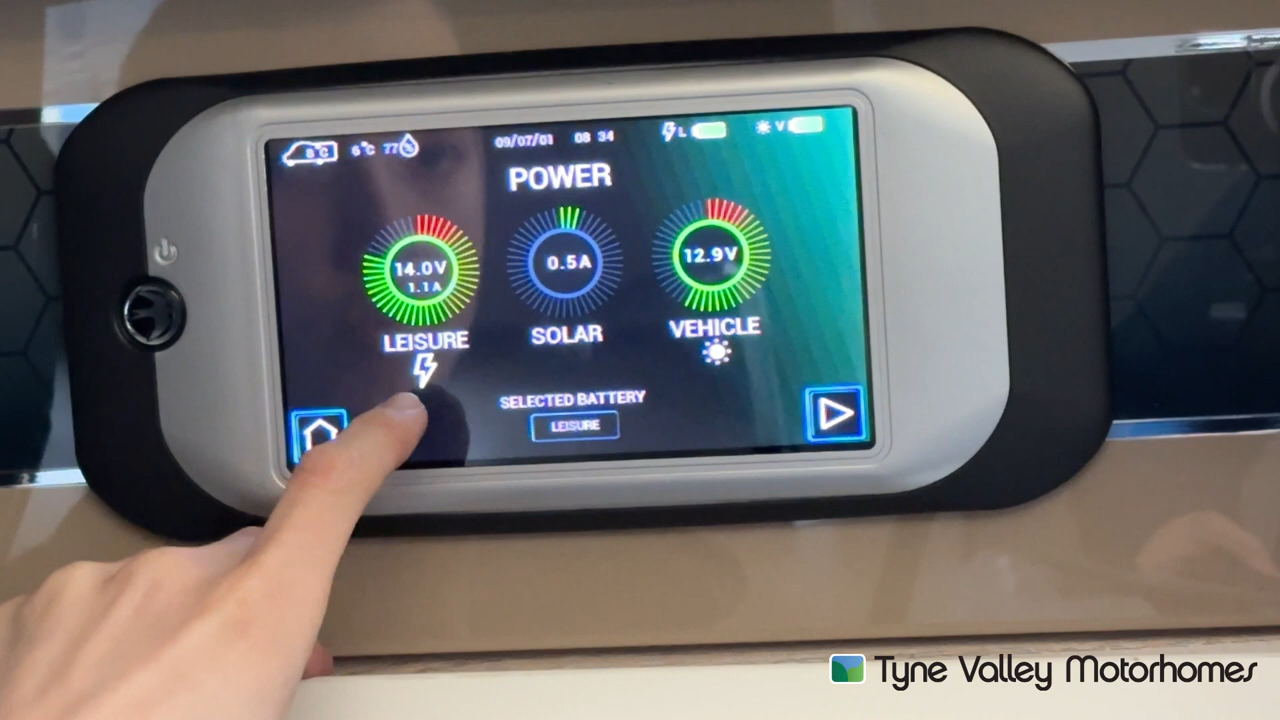 8°C 6°C 77 09/07/01 08 34 L V
POWER
14.0V 0.5A 12.9V
1.1A
LEISURE SOLAR VEHICLE
SELECTED BATTERY
LEISURE
Tyne Valley Motorhomes